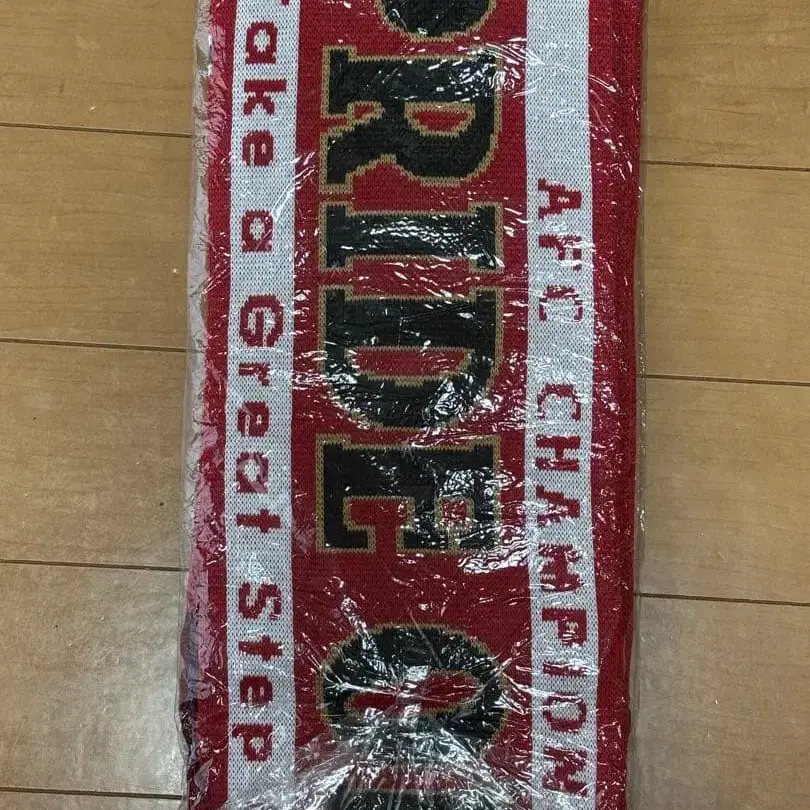 AFC CHAMPION
PRIDE O
Take a Great Step